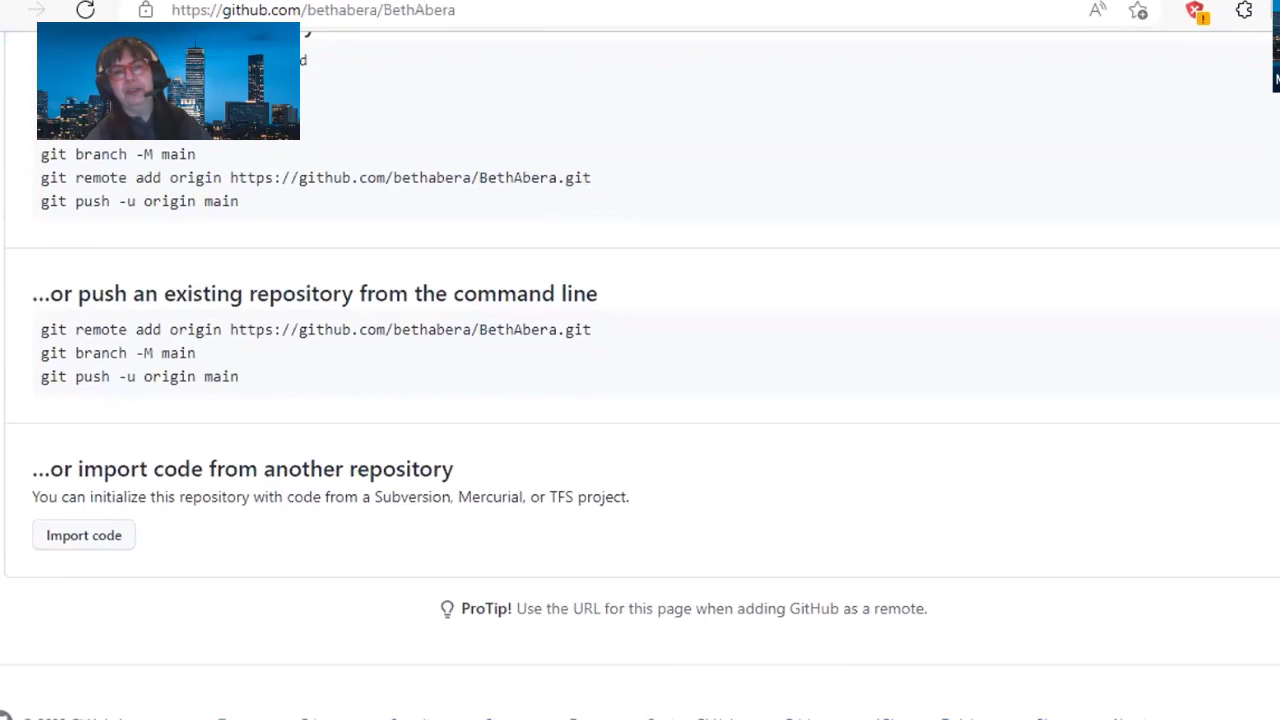 https://github.com/bethabera/BethAbera
git branch -M main
git remote add origin https://github.com/bethabera/BethAbera.git
git push -u origin main
...or push an existing repository from the command line
git remote add origin https://github.com/bethabera/BethAbera.git
git branch -M main
git push -u origin main
...or import code from another repository
You can initialize this repository with code from a Subversion, Mercurial, or TFS project.
Import code
ProTip! Use the URL for this page when adding GitHub as a remote.